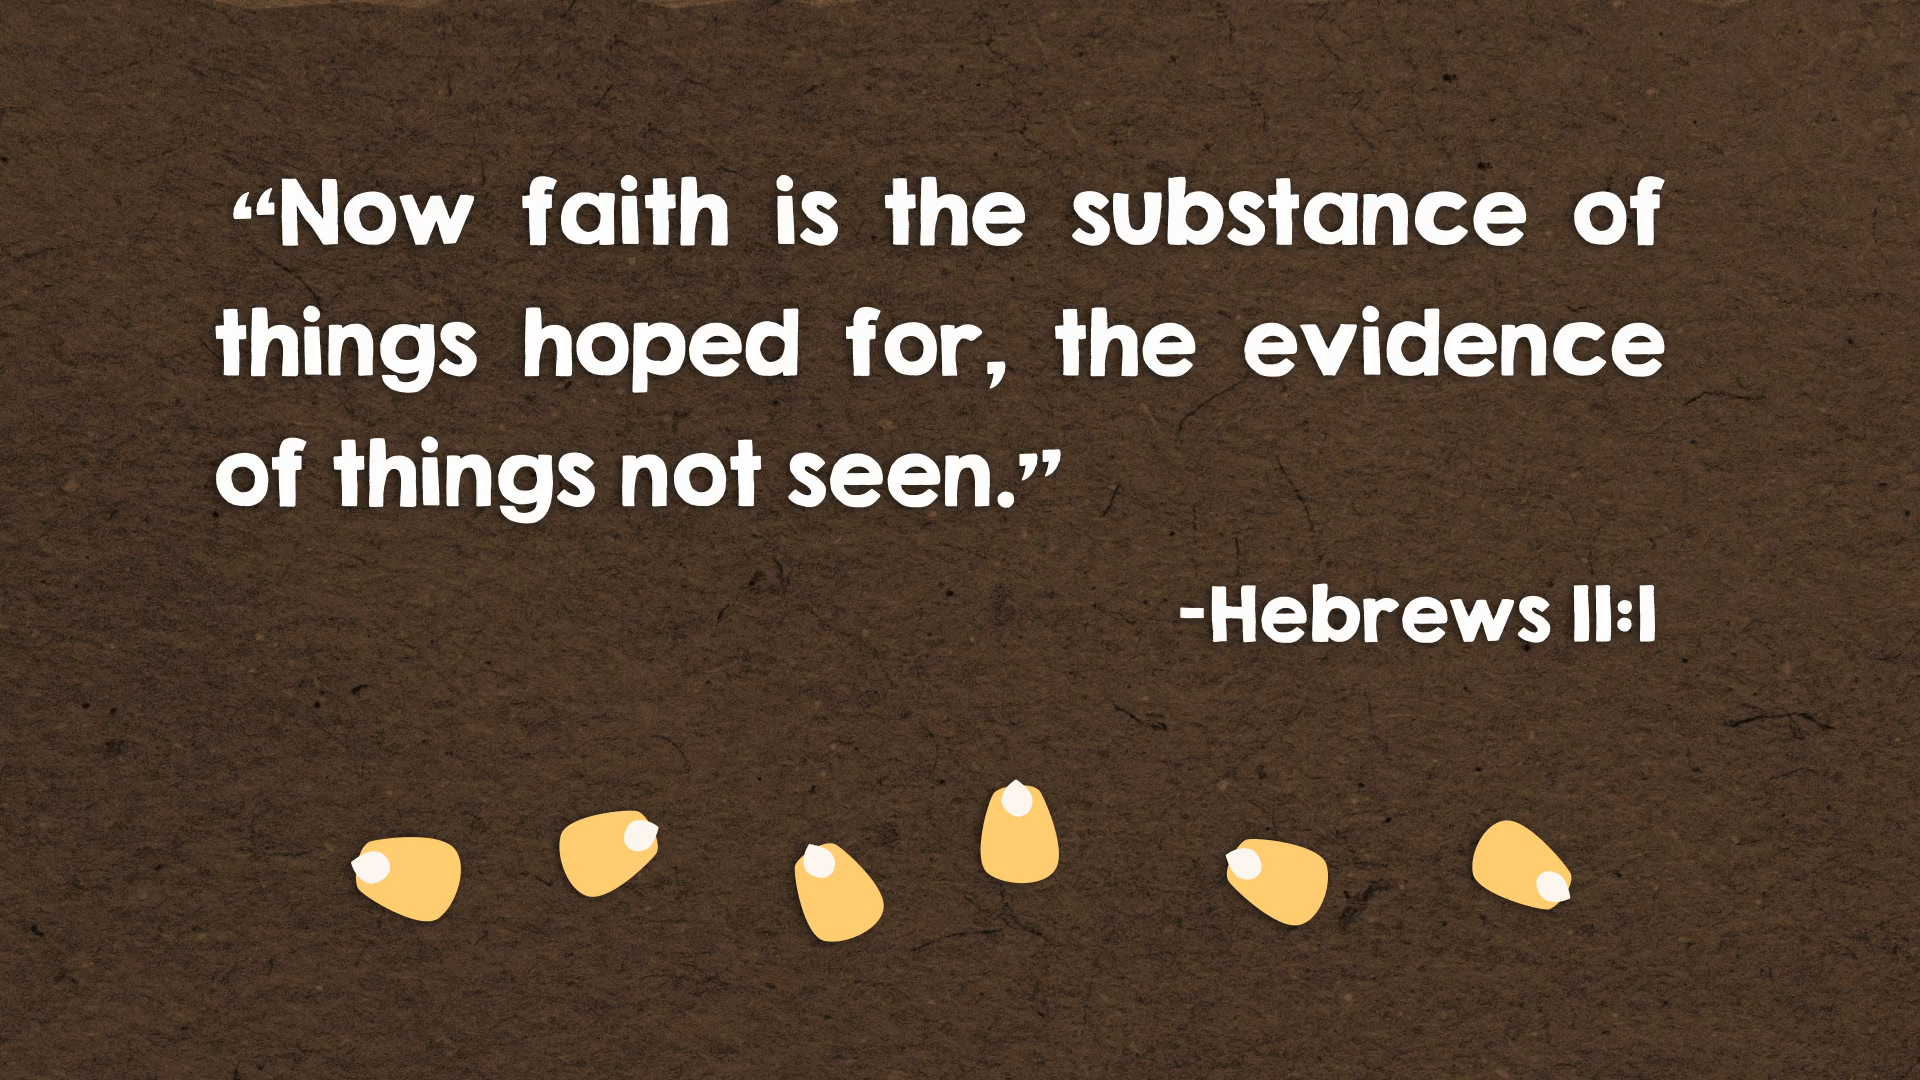 “Now faith is the substance of
things hoped for, the evidence
of things not seen.”
-Hebrews 11:1